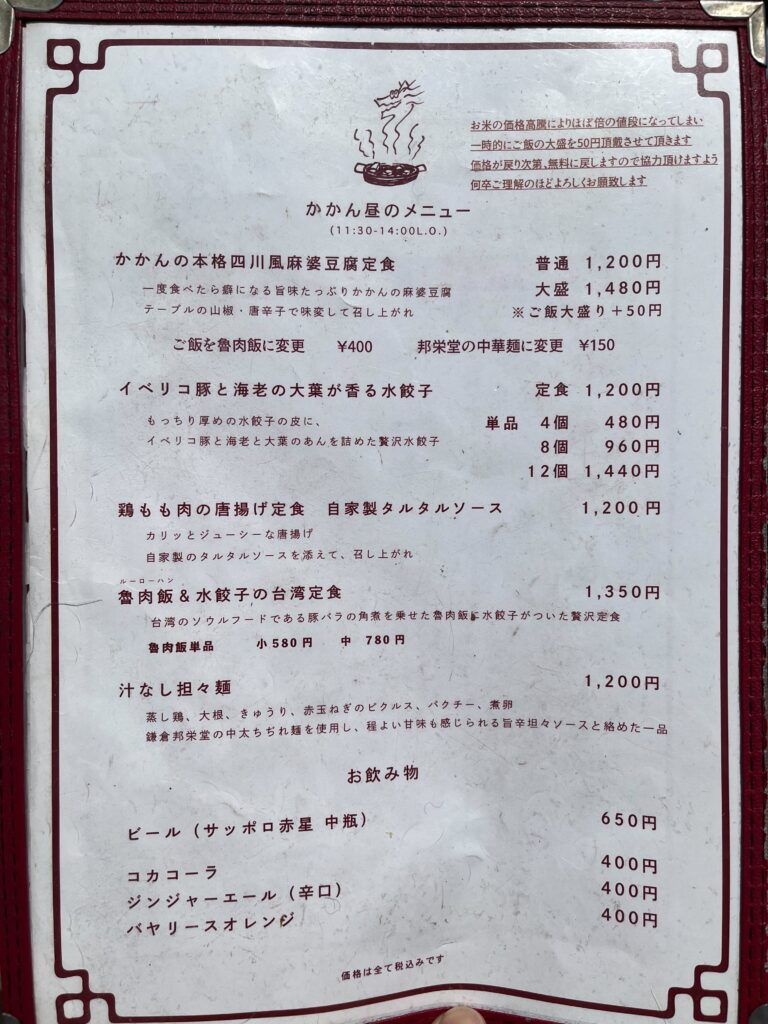 お米の価格高騰によりほぼ倍の値段になってしまい
一時的にご飯の大盛を50円頂戴させて頂きます
価格が戻り次第、無料に戻しますので協力頂けますよう
何卒ご理解のほどよろしくお願致します
かかん昼のメニュー
(11:30-14:00L.O.)
かかんの本格四川風麻婆豆腐定食 普通 1,200円
一度食べたら癖になる旨味たっぷりかかんの麻婆豆腐 大盛 1,480円
テーブルの山椒・唐辛子で味変して召し上がれ ※ご飯大盛り+50円
ご飯を魯肉飯に変更 ¥400 邦栄堂の中華麺に変更 ¥150
イベリコ豚と海老の大葉が香る水餃子 定食 1,200円
もっちり厚めの水餃子の皮に、 単品 4個 480円
イベリコ豚と海老と大葉のあんを詰めた贅沢水餃子 8個 960円
12個 1,440円
鶏もも肉の唐揚げ定食 自家製タルタルソース 1,200円
カリッとジューシーな唐揚げ
自家製のタルタルソースを添えて、召し上がれ
ルーローハン
魯肉飯&水餃子の台湾定食 1,350円
台湾のソウルフードである豚バラの角煮を乗せた魯肉飯に水餃子がついた贅沢定食
魯肉飯単品 小580円 中 780円
汁なし担々麺 1,200円
蒸し鶏、大根、きゅうり、赤玉ねぎのピクルス、パクチー、煮卵
鎌倉邦栄堂の中太ちぢれ麺を使用し、程よい甘味も感じられる旨辛坦々ソースと絡めた一品
お飲み物
ビール(サッポロ赤星 中瓶) 650円
コカコーラ 400円
ジンジャーエール(辛口) 400円
バヤリースオレンジ 400円
価格は全て税込みです